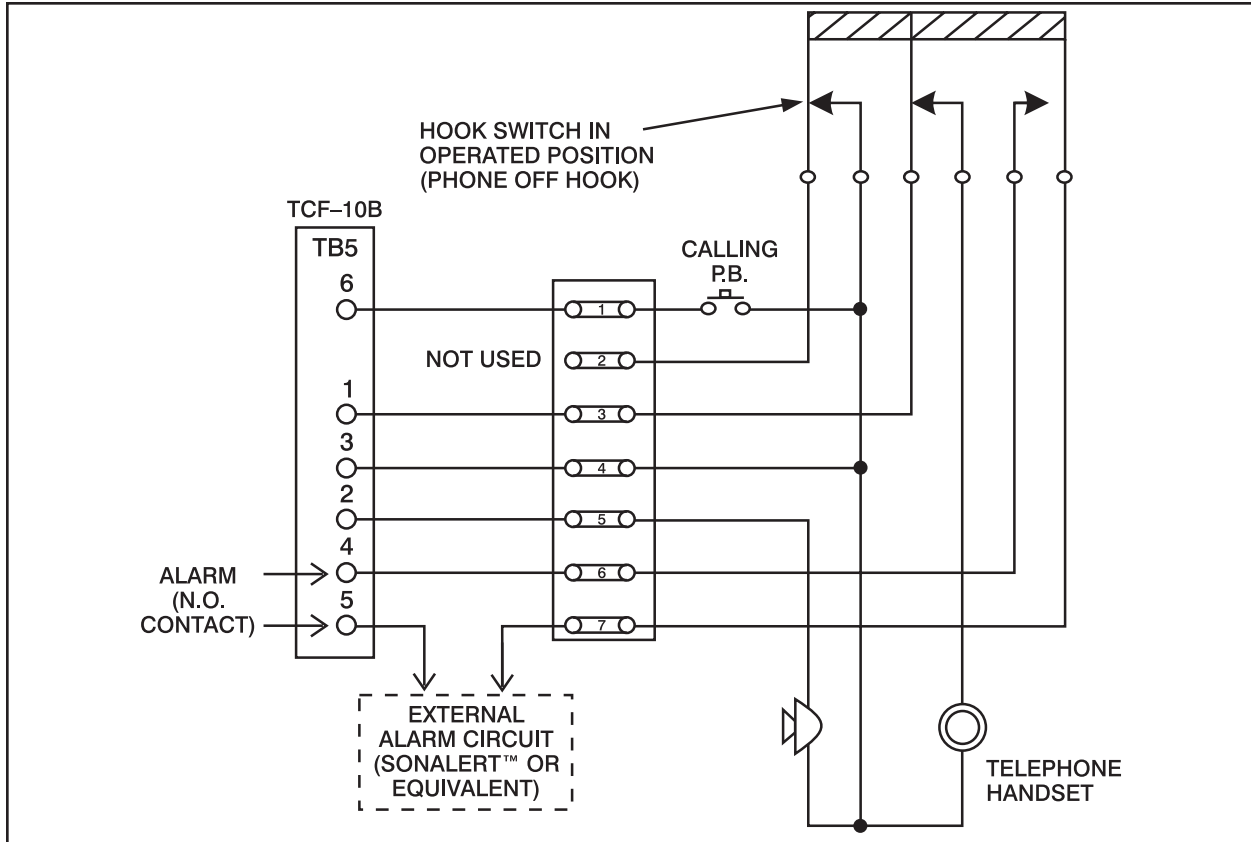 HOOK SWITCH IN
OPERATED POSITION
(PHONE OFF HOOK)
TCF–10B
TB5
6
1
3
2
4
5
CALLING
P.B.
NOT USED
1
2
3
4
5
6
7
ALARM
(N.O.
CONTACT)
EXTERNAL
ALARM CIRCUIT
(SONALERT™ OR
EQUIVALENT)
TELEPHONE
HANDSET